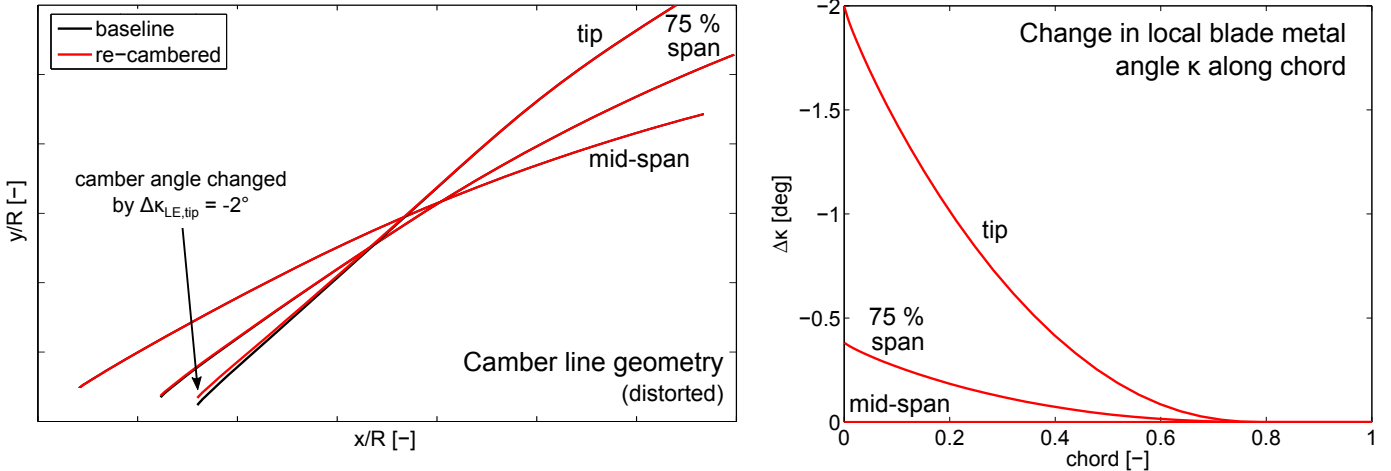 baseline
re−cambered
tip
75 %
span
mid-span
camber angle changed
by Δκ_LE,tip = -2°
Camber line geometry
(distorted)
y/R [−]
x/R [−]
Change in local blade metal
angle κ along chord
tip
75 %
span
mid-span
Δκ [deg]
−2
−1.5
−1
−0.5
0
0
0.2
0.4
0.6
0.8
1
chord [−]